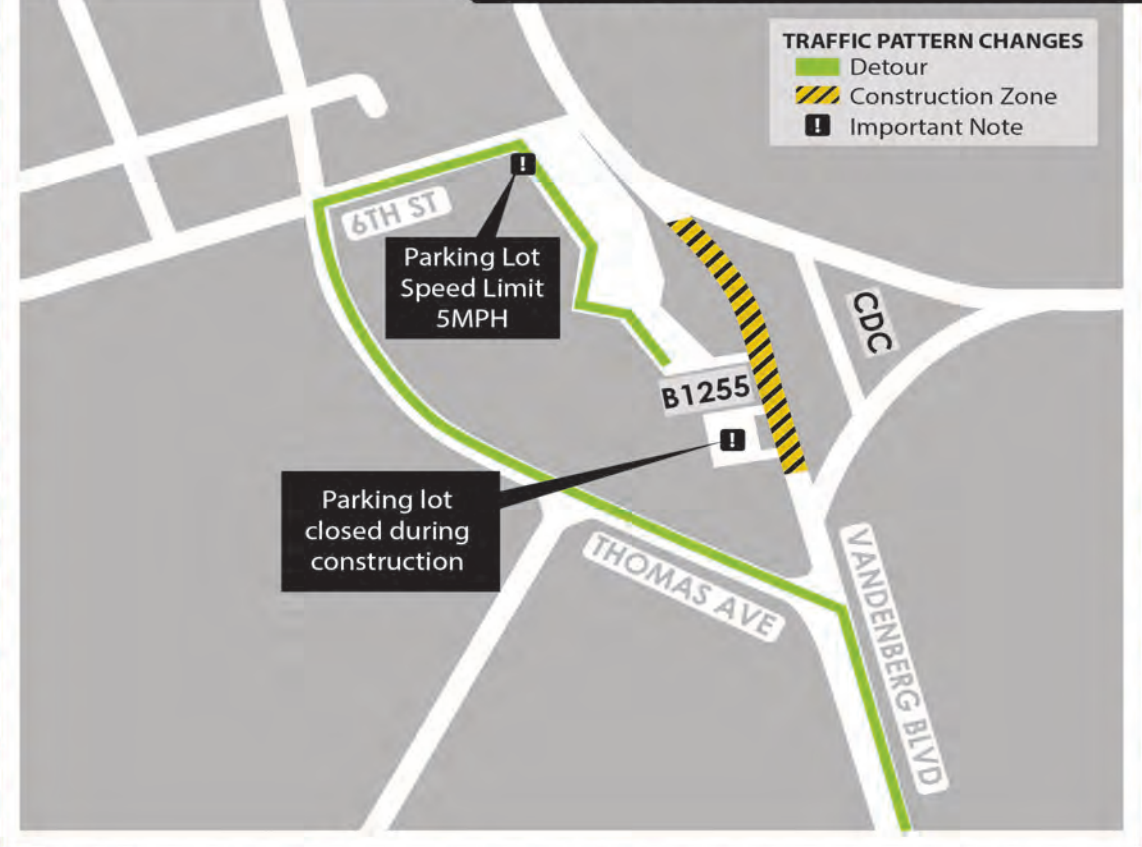 TRAFFIC PATTERN CHANGES
Detour
Construction Zone
! Important Note
!
6TH ST
Parking Lot
Speed Limit
5MPH
CDC
B1255
!
Parking lot
closed during
construction
THOMAS AVE
VANDENBERG BLVD